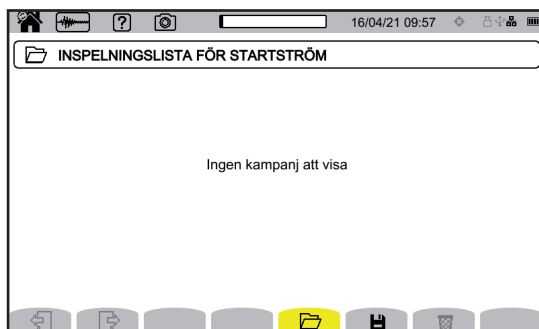 ? 16/04/21 09:57
INSPELNINGSLISTA FÖR STARTSTRÖM
Ingen kampanj att visa